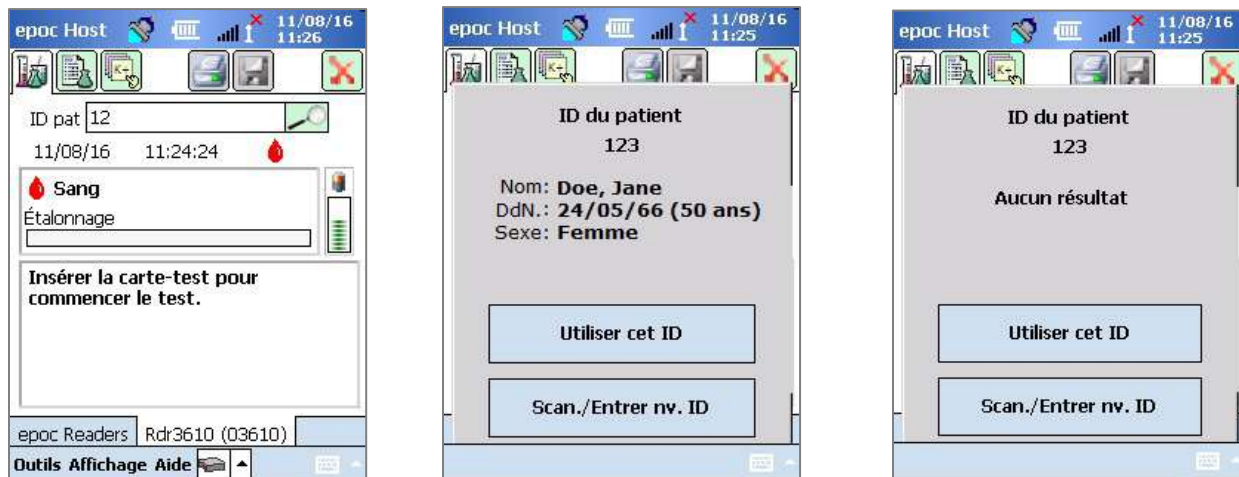 epoc Host 11/08/16
11:26
ID pat 12
11/08/16 11:24:24
Sang
Étalonnage
Insérer la carte-test pour
commencer le test.
epoc Readers Rdr3610 (03610)
Outils Affichage Aide
epoc Host 11/08/16
11:25
ID du patient
123
Nom: Doe, Jane
DdN.: 24/05/66 (50 ans)
Sexe: Femme
Utiliser cet ID
Scan./Entrer nv. ID
epoc Host 11/08/16
11:25
ID du patient
123
Aucun résultat
Utiliser cet ID
Scan./Entrer nv. ID